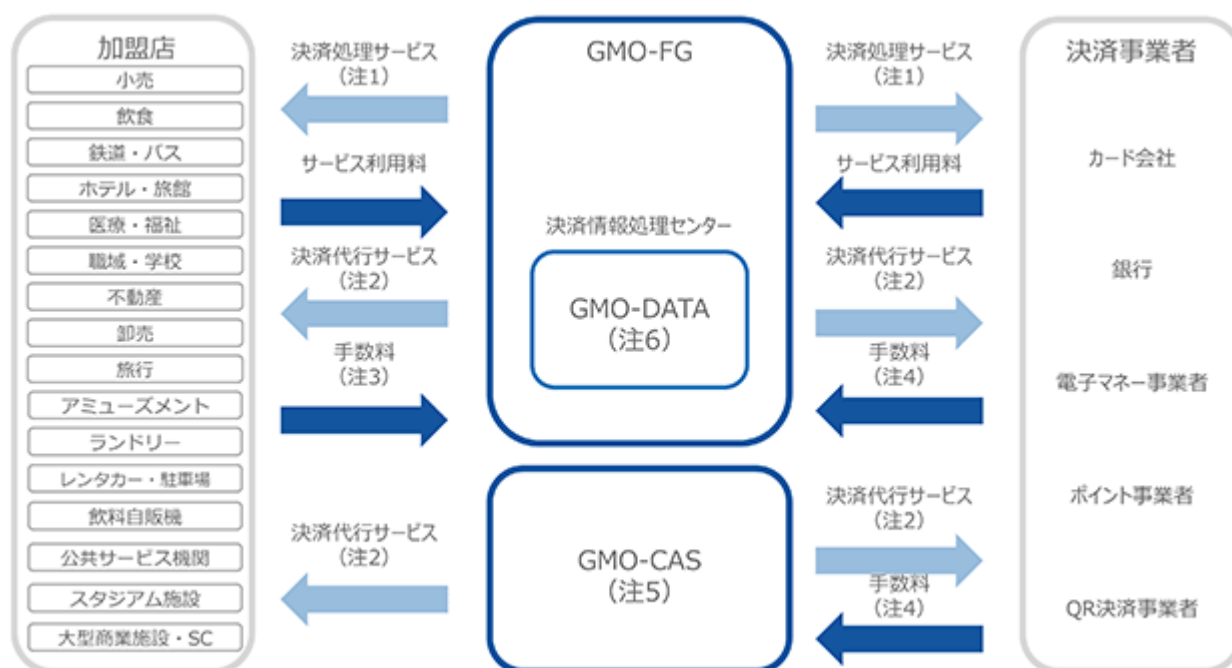 加盟店
小売
飲食
鉄道・バス
ホテル・旅館
医療・福祉
職域・学校
不動産
卸売
旅行
アミューズメント
ランドリー
レンタカー・駐車場
飲料自販機
公共サービス機関
スタジアム施設
大型商業施設・SC
決済処理サービス
（注1）
サービス利用料
決済代行サービス
（注2）
手数料
（注3）
決済代行サービス
（注2）
GMO-FG
決済情報処理センター
GMO-DATA
（注6）
GMO-CAS
（注5）
決済処理サービス
（注1）
サービス利用料
決済代行サービス
（注2）
手数料
（注4）
決済代行サービス
（注2）
手数料
（注4）
決済事業者
カード会社
銀行
電子マネー事業者
ポイント事業者
QR決済事業者